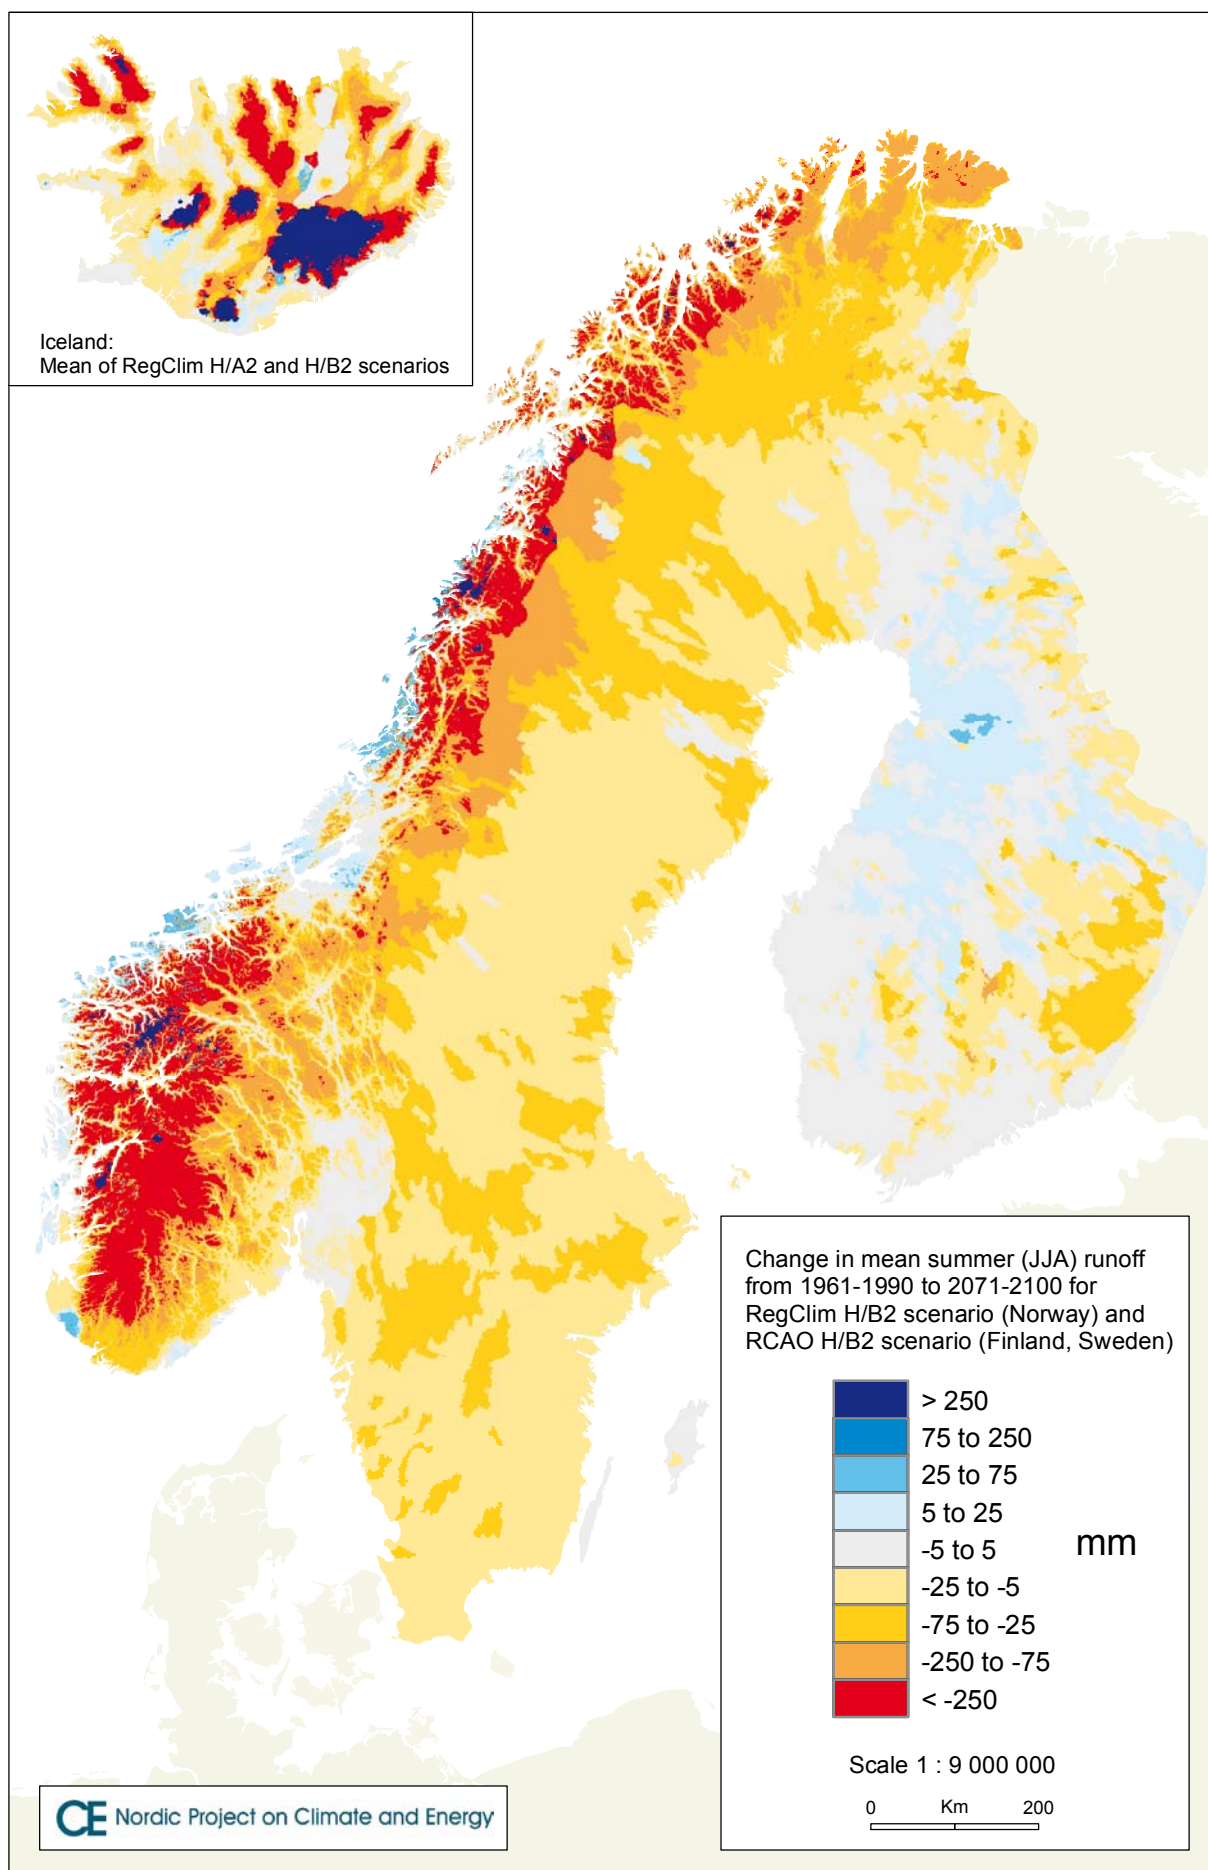 Iceland:
Mean of RegClim H/A2 and H/B2 scenarios
Change in mean summer (JJA) runoff
from 1961-1990 to 2071-2100 for
RegClim H/B2 scenario (Norway) and
RCAO H/B2 scenario (Finland, Sweden)
> 250
75 to 250
25 to 75
5 to 25
-5 to 5
mm
-25 to -5
-75 to -25
-250 to -75
< -250
Scale 1 : 9 000 000
0 Km 200
CE Nordic Project on Climate and Energy